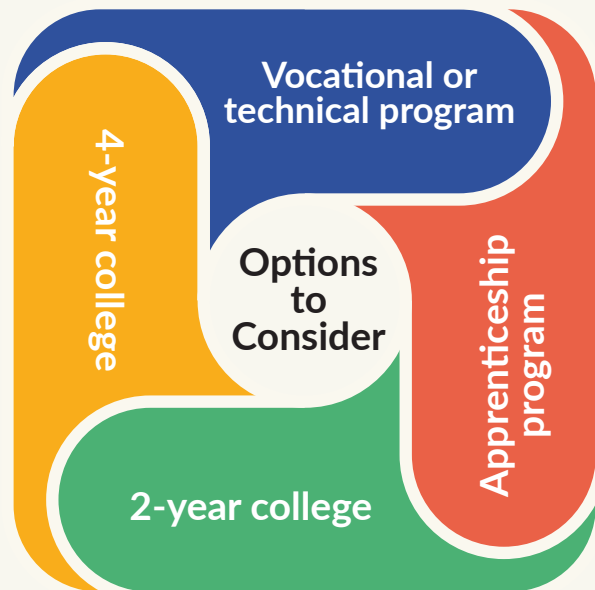 Vocational or
technical program
4-year college
Options
to
Consider
Apprenticeship
program
2-year college